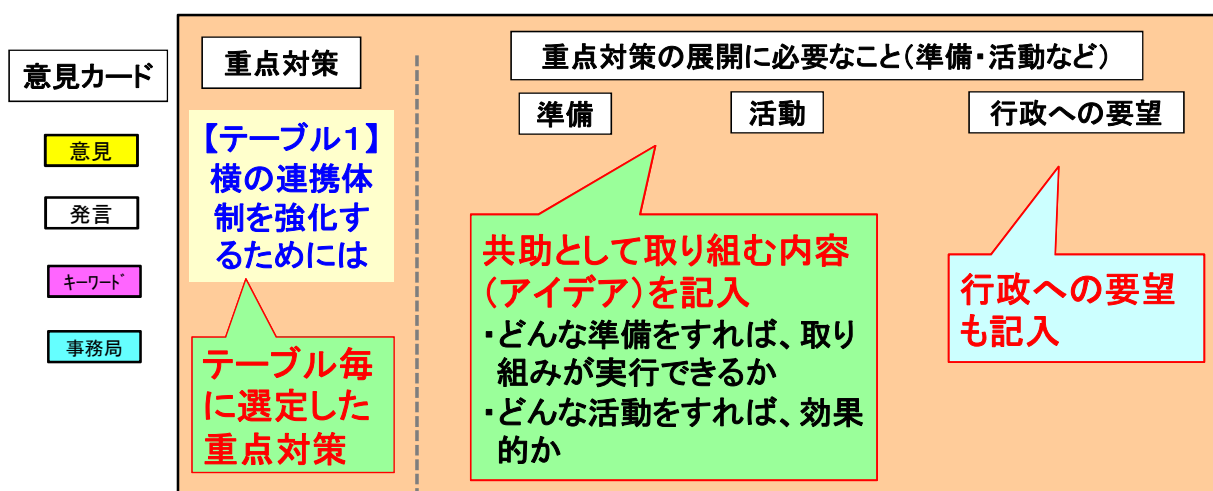 意見カード
意見
発言
キーワード
事務局
重点対策
【テーブル1】
横の連携体
制を強化す
るためには
テーブル毎
に選定した
重点対策
重点対策の展開に必要なこと(準備・活動など)
準備
活動
行政への要望
共助として取り組む内容
(アイデア)を記入
・どんな準備をすれば、取り
組みが実行できるか
・どんな活動をすれば、効果
的か
行政への要望
も記入